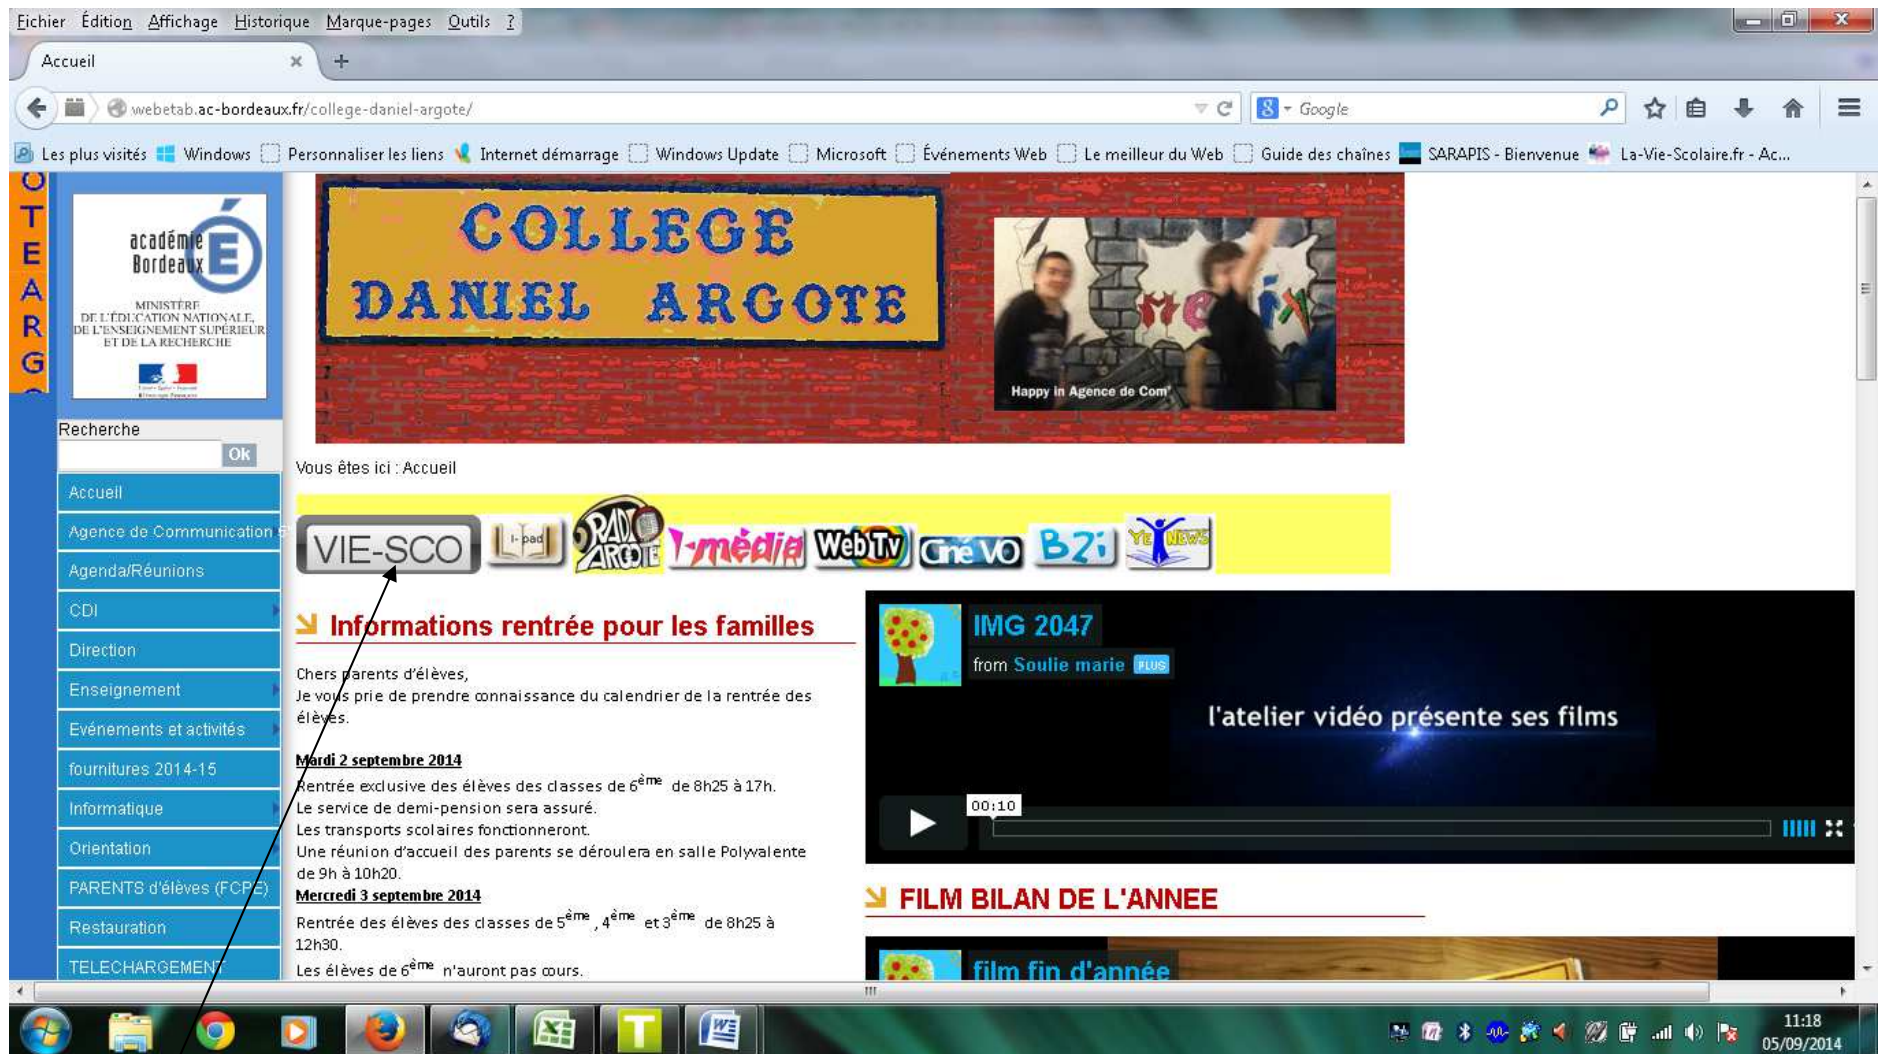 Fichier Édition Affichage Historique Marque-pages Outils ?
Accueil
webetab.ac-bordeaux.fr/college-daniel-argote/
Google
Les plus visités Windows Personnaliser les liens Internet démarrage Windows Update Microsoft Événements Web Le meilleur du Web Guide des chaînes SARAPIS - Bienvenue La-Vie-Scolaire.fr - Ac...
O
T
E
A
R
G
académie
Bordeaux
MINISTÈRE
DE L'ÉDUCATION NATIONALE,
DE L'ENSEIGNEMENT SUPÉRIEUR
ET DE LA RECHERCHE
COLLEGE
DANIEL ARGOTE
Happy in Agence de Com'
Recherche
Ok
Vous êtes ici : Accueil
Accueil
Agence de Communication 6°
Agenda/Réunions
CDI
Direction
Enseignement
Evénements et activités
fournitures 2014-15
Informatique
Orientation
PARENTS d'élèves (FCPE)
Restauration
TELECHARGEMENT
VIE-SCO
I-pad
RADIO ARGOTE
I-média
WebTv
Ciné VO
B2i
YE NEWS
Informations rentrée pour les familles
Chers parents d'élèves,
Je vous prie de prendre connaissance du calendrier de la rentrée des
élèves.
Mardi 2 septembre 2014
Rentrée exclusive des élèves des classes de 6ème de 8h25 à 17h.
Le service de demi-pension sera assuré.
Les transports scolaires fonctionneront.
Une réunion d'accueil des parents se déroulera en salle Polyvalente
de 9h à 10h20.
Mercredi 3 septembre 2014
Rentrée des élèves des classes de 5ème , 4ème et 3ème de 8h25 à
12h30.
Les élèves de 6ème n'auront pas cours.
IMG 2047
from Soulie marie PLUS
l'atelier vidéo présente ses films
00:10
FILM BILAN DE L'ANNEE
film fin d'année
11:18
05/09/2014